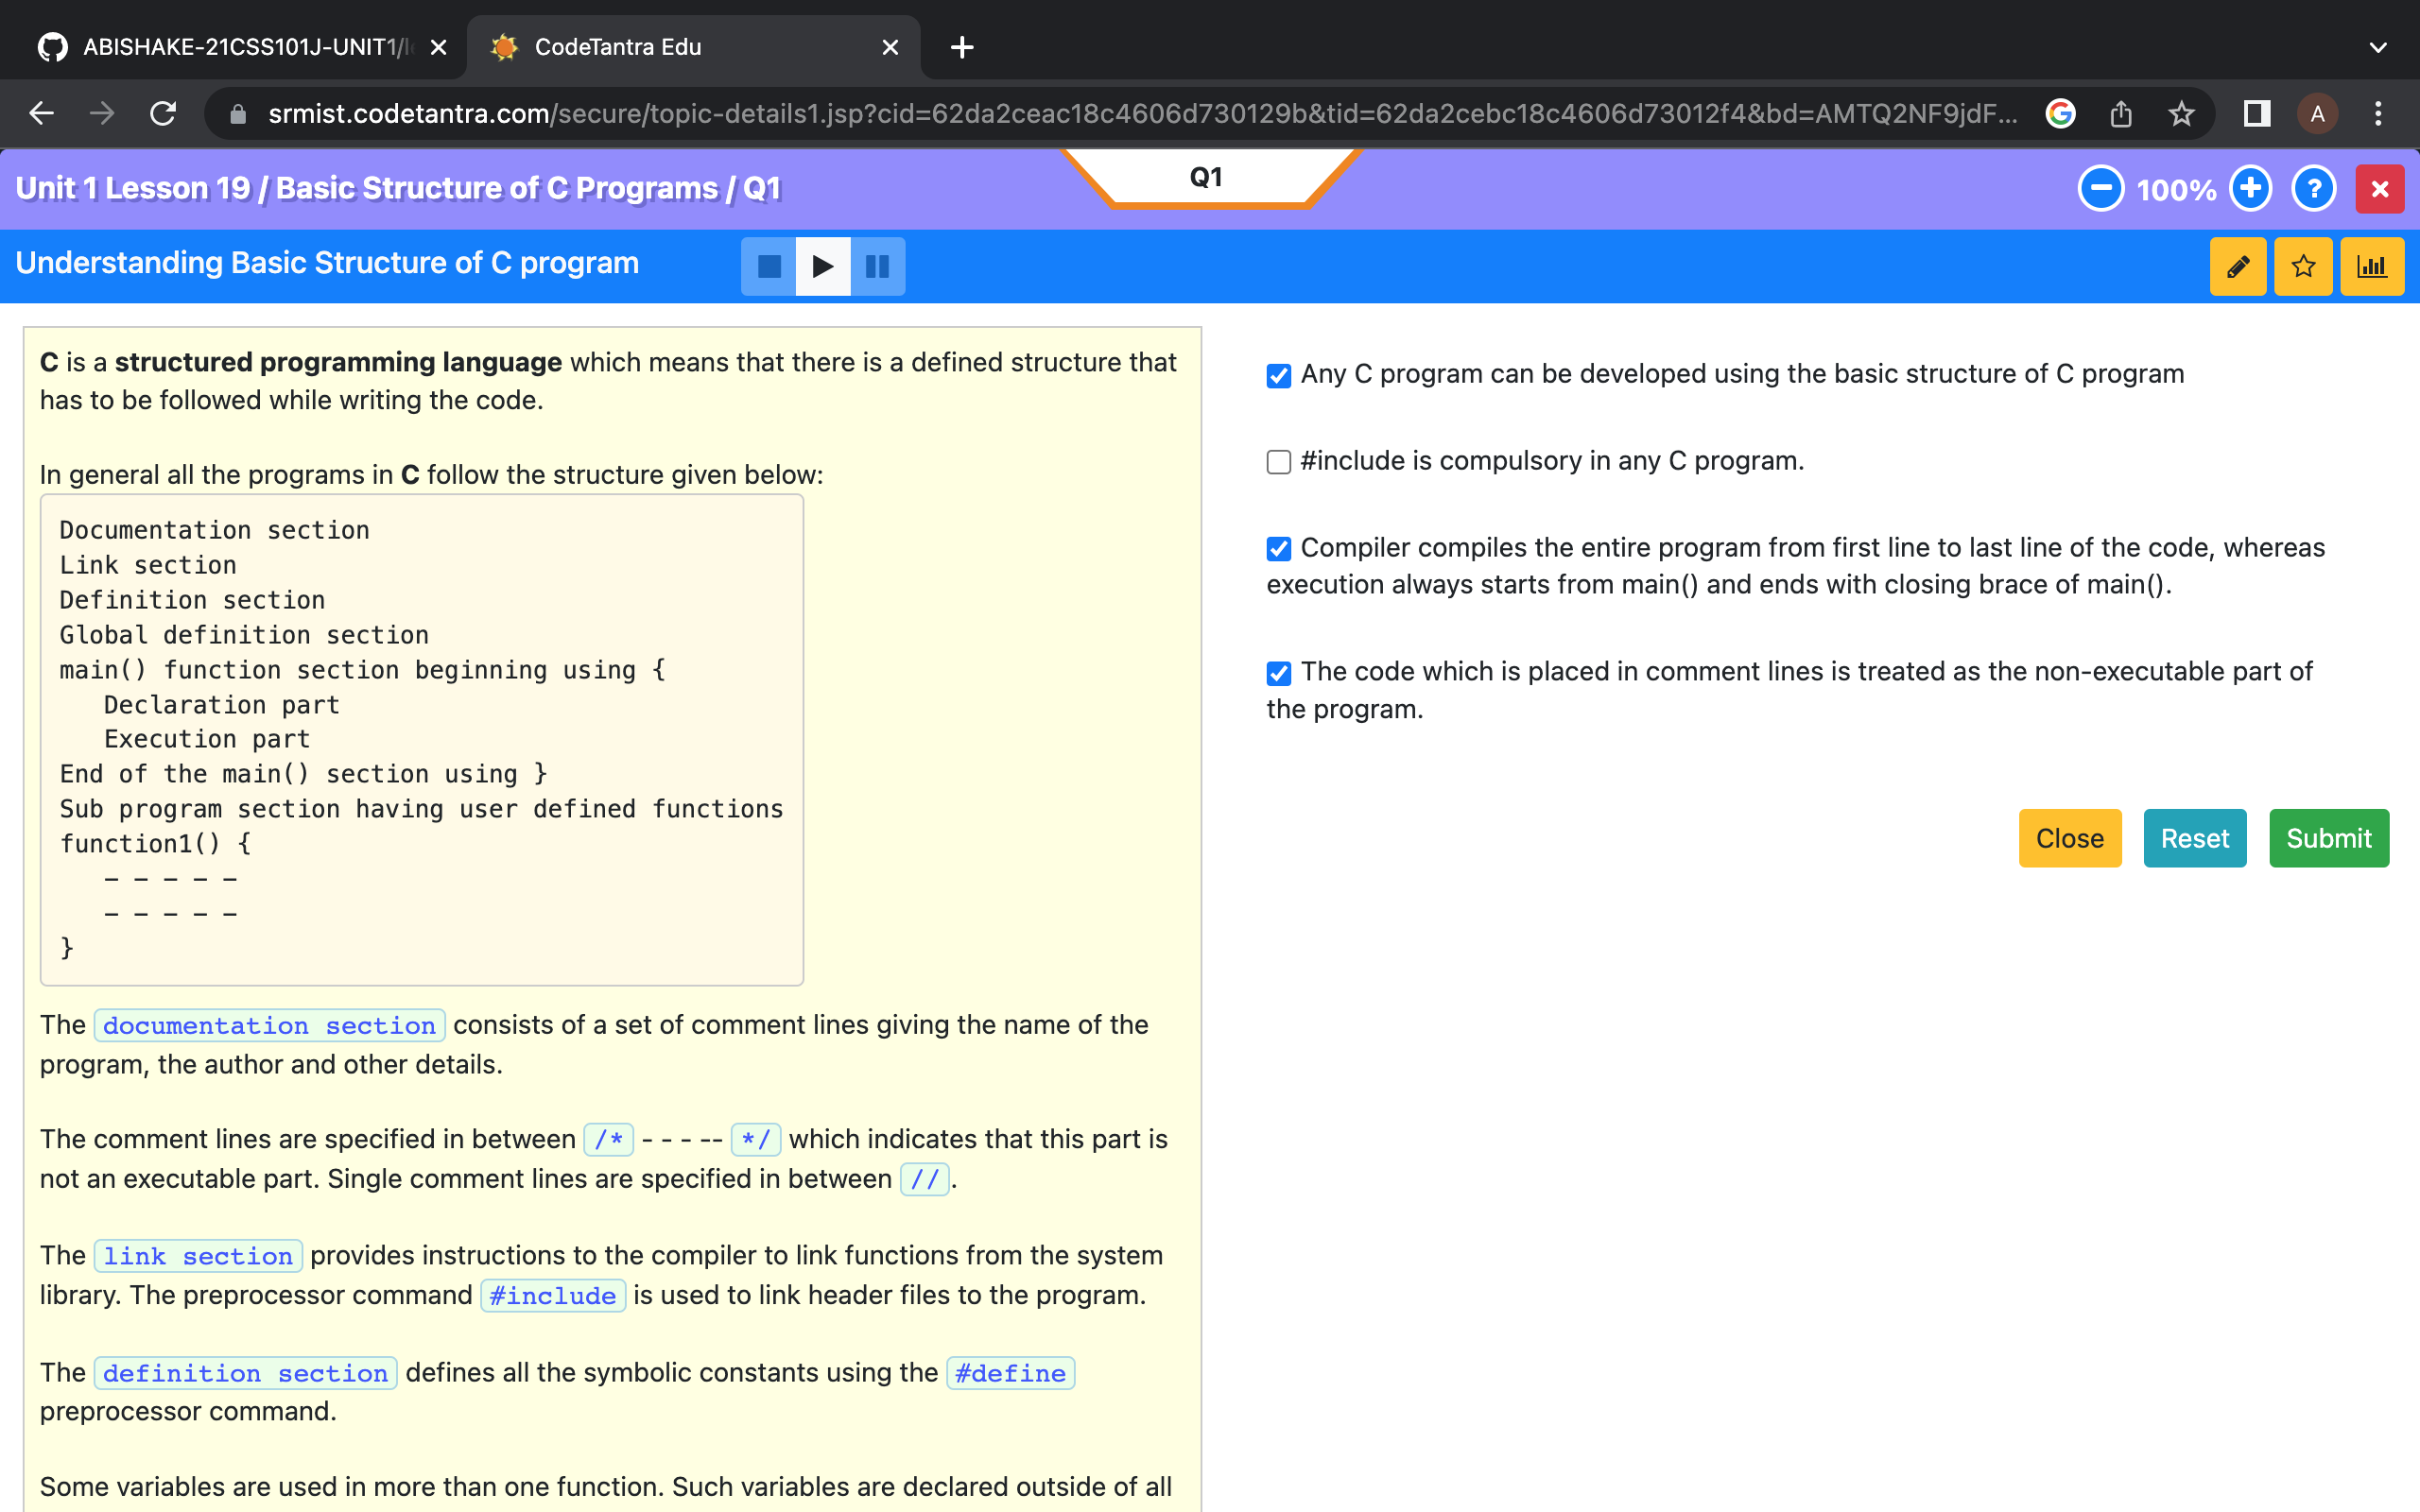 ABISHAKE-21CSS101J-UNIT1/l
CodeTantra Edu
srmist.codetantra.com/secure/topic-details1.jsp?cid=62da2ceac18c4606d730129b&tid=62da2cebc18c4606d73012f4&bd=AMTQ2NF9jdF...
A
Unit 1 Lesson 19 / Basic Structure of C Programs / Q1
Q1
100%
?
Understanding Basic Structure of C program
C is a structured programming language which means that there is a defined structure that
has to be followed while writing the code.
In general all the programs in C follow the structure given below:
Documentation section
Link section
Definition section
Global definition section
main() function section beginning using {
Declaration part
Execution part
End of the main() section using }
Sub program section having user defined functions
function1() {
- - - - -
- - - - -
}
The documentation section consists of a set of comment lines giving the name of the
program, the author and other details.
The comment lines are specified in between /* - - - -- */ which indicates that this part is
not an executable part. Single comment lines are specified in between //.
The link section provides instructions to the compiler to link functions from the system
library. The preprocessor command #include is used to link header files to the program.
The definition section defines all the symbolic constants using the #define
preprocessor command.
Some variables are used in more than one function. Such variables are declared outside of all
Any C program can be developed using the basic structure of C program
#include is compulsory in any C program.
Compiler compiles the entire program from first line to last line of the code, whereas
execution always starts from main() and ends with closing brace of main().
The code which is placed in comment lines is treated as the non-executable part of
the program.
Close
Reset
Submit